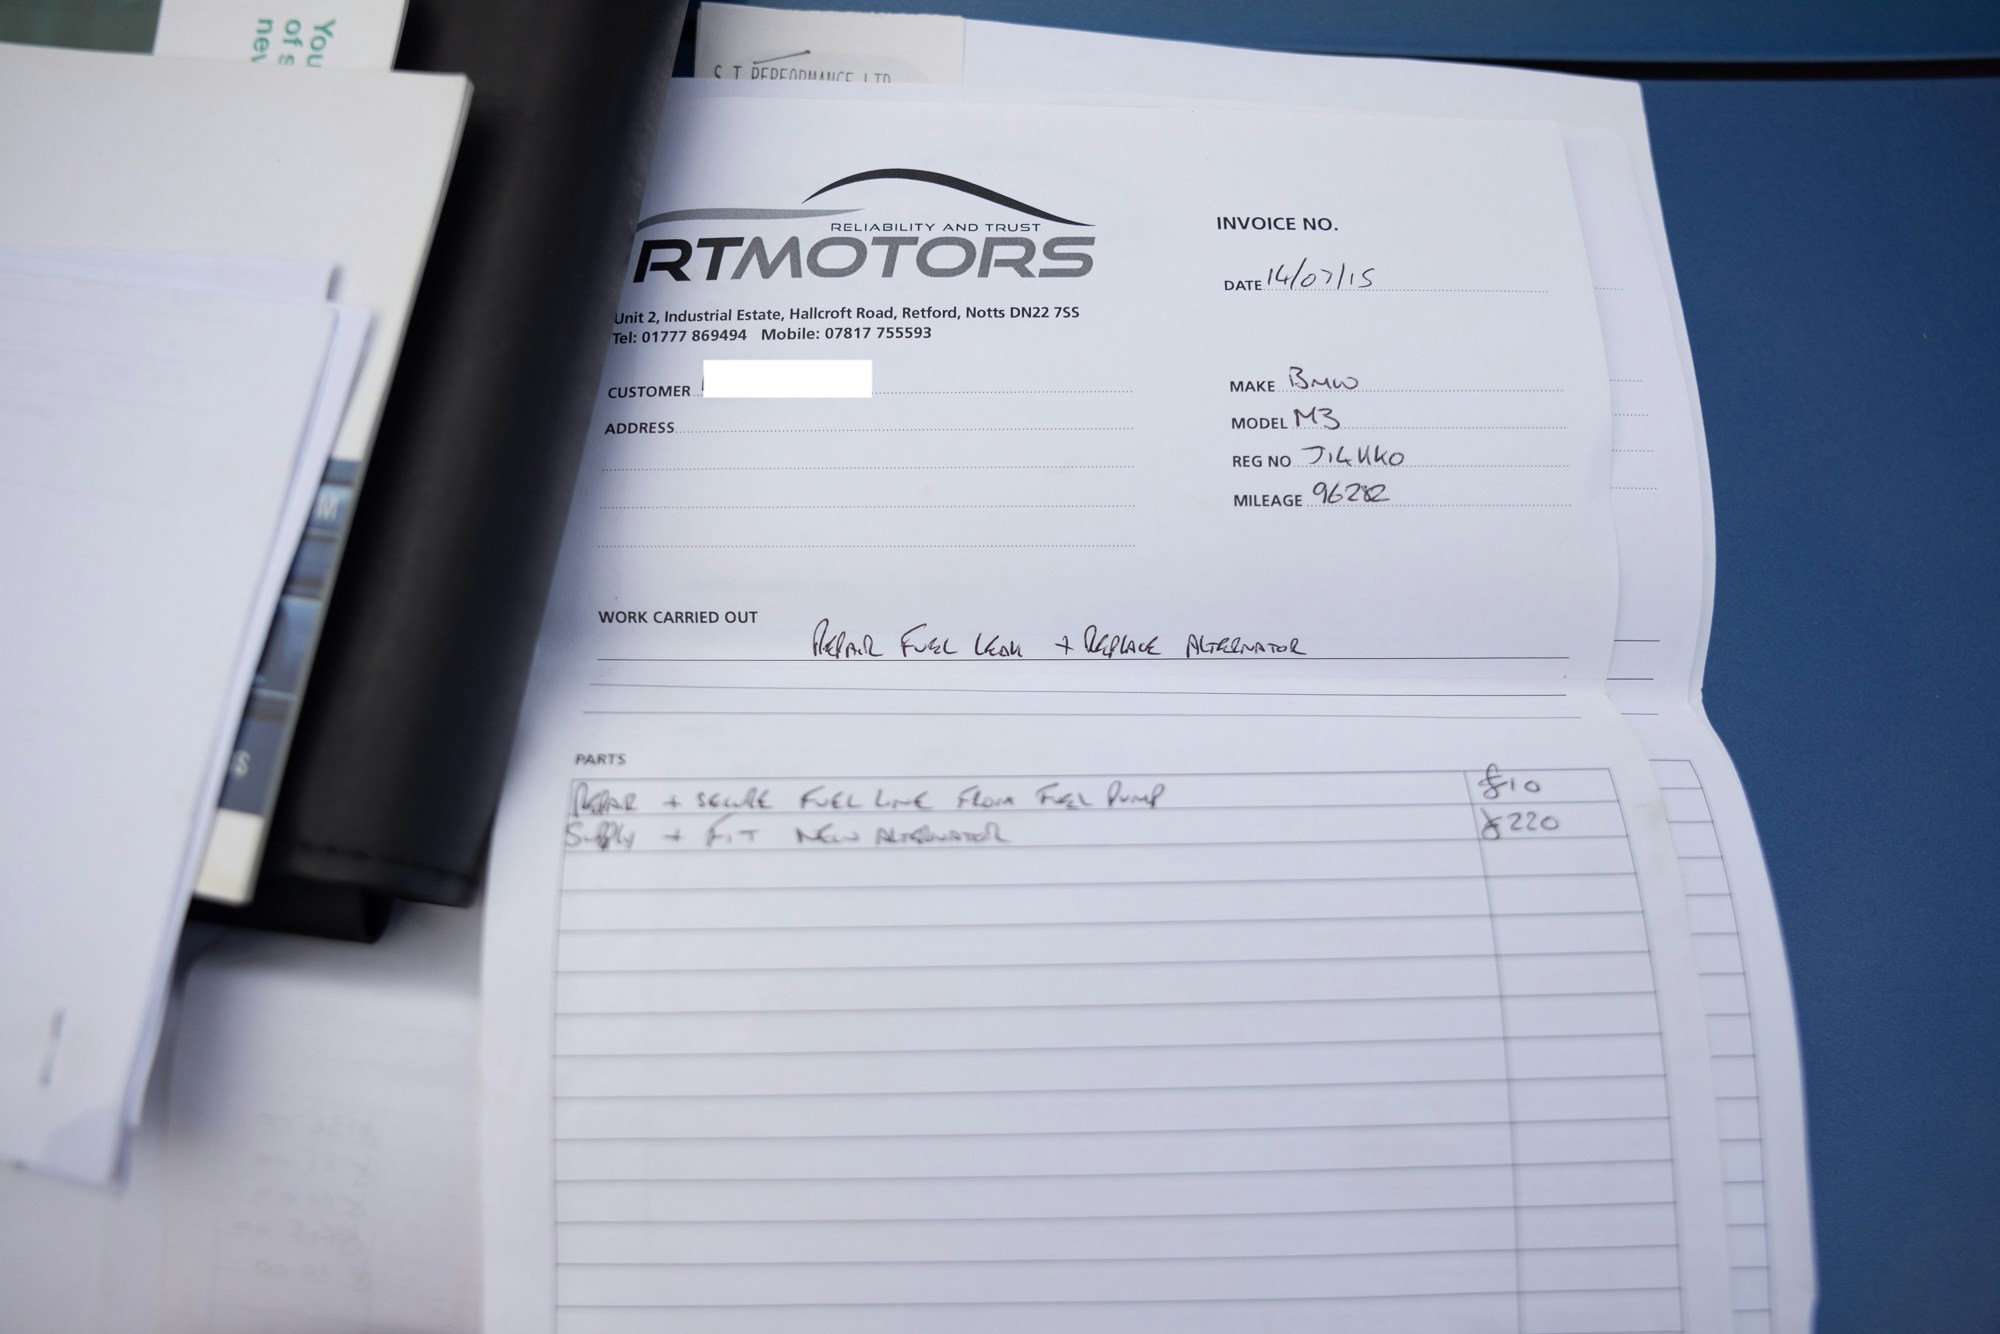 You
of s
nev
S T PERFORMANCE LTD
RELIABILITY AND TRUST
RTMOTORS
Unit 2, Industrial Estate, Hallcroft Road, Retford, Notts DN22 7SS
Tel: 01777 869494 Mobile: 07817 755593
INVOICE NO.
DATE 14/07/15
CUSTOMER
ADDRESS
MAKE BMW
MODEL M3
REG NO J14KKO
MILEAGE 96282
WORK CARRIED OUT
REPAIR FUEL LEAK + REPLACE ALTERNATOR
PARTS
REPAIR + SECURE FUEL LINE FROM FUEL PUMP £10
Supply + FIT NEW ALTERNATOR £220
M
S